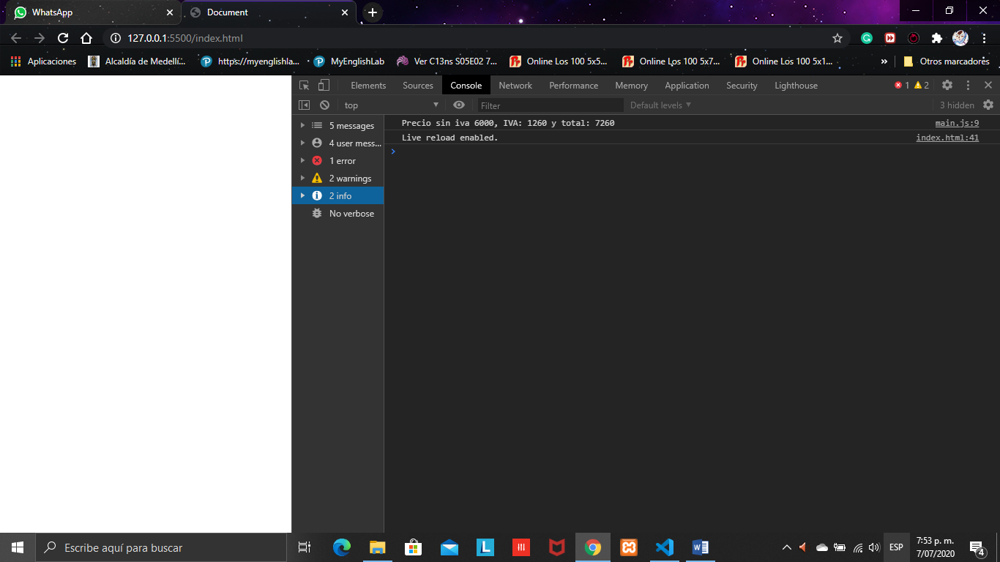 WhatsApp
Document
127.0.0.1:5500/index.html
Aplicaciones
Alcaldía de Medellí...
https://myenglishla...
MyEnglishLab
Ver C13ns S05E02 7...
Online Los 100 5x5...
Online Los 100 5x7...
Online Los 100 5x1...
»
Otros marcadores
Elements Sources Console Network Performance Memory Application Security Lighthouse
1 2
top
Filter
Default levels
3 hidden
5 messages
4 user mess...
1 error
2 warnings
2 info
No verbose
Precio sin iva 6000, IVA: 1260 y total: 7260 main.js:9
Live reload enabled. index.html:41
>
Escribe aquí para buscar
ESP
7:53 p. m.
7/07/2020
4